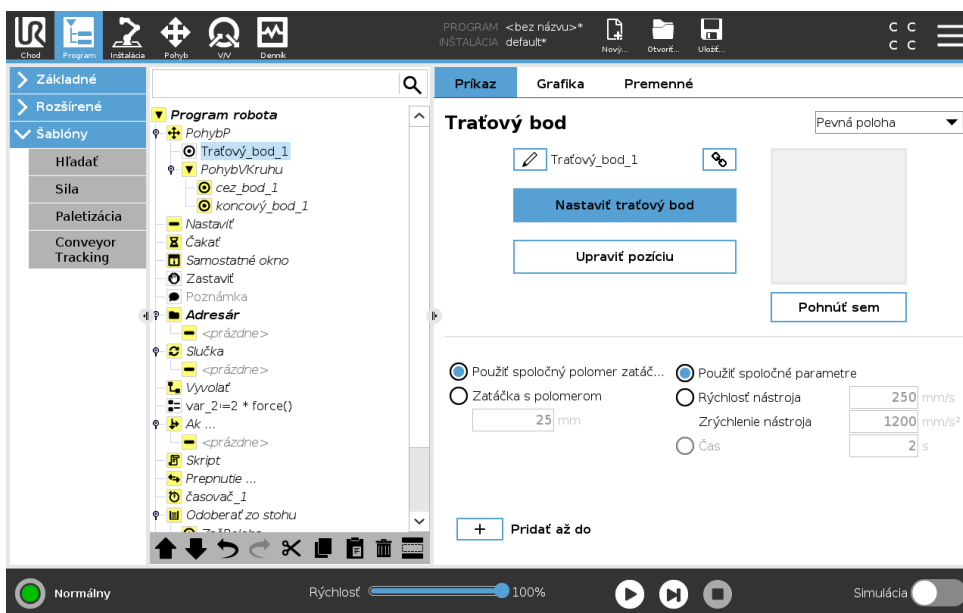 UR
Chod
Program
Inštalácia
Pohyb
V/V
Denník
PROGRAM <bez názvu>*
INŠTALÁCIA default*
Nový...
Otvoriť...
Uložiť...
C C
C C
Základné
Rozšírené
Šablóny
Hľadať
Sila
Paletizácia
Conveyor
Tracking
Program robota
PohybP
Traťový_bod_1
PohybVKruhu
cez_bod_1
koncový_bod_1
Nastaviť
Čakať
Samostatné okno
Zastaviť
Poznámka
Adresár
<prázdne>
Slučka
<prázdne>
Vyvolať
var_2≔2 * force()
Ak ...
<prázdne>
Skript
Prepnutie ...
časovač_1
Odoberať zo stohu
Príkaz
Grafika
Premenné
Traťový bod
Pevná poloha
Traťový_bod_1
Nastaviť traťový bod
Upraviť pozíciu
Pohnúť sem
Použiť spoločný polomer zatáč...
Zatáčka s polomerom
25 mm
Použiť spoločné parametre
Rýchlosť nástroja 250 mm/s
Zrýchlenie nástroja 1200 mm/s²
Čas 2 s
+ Pridať až do
Normálny
Rýchlosť 100%
Simulácia